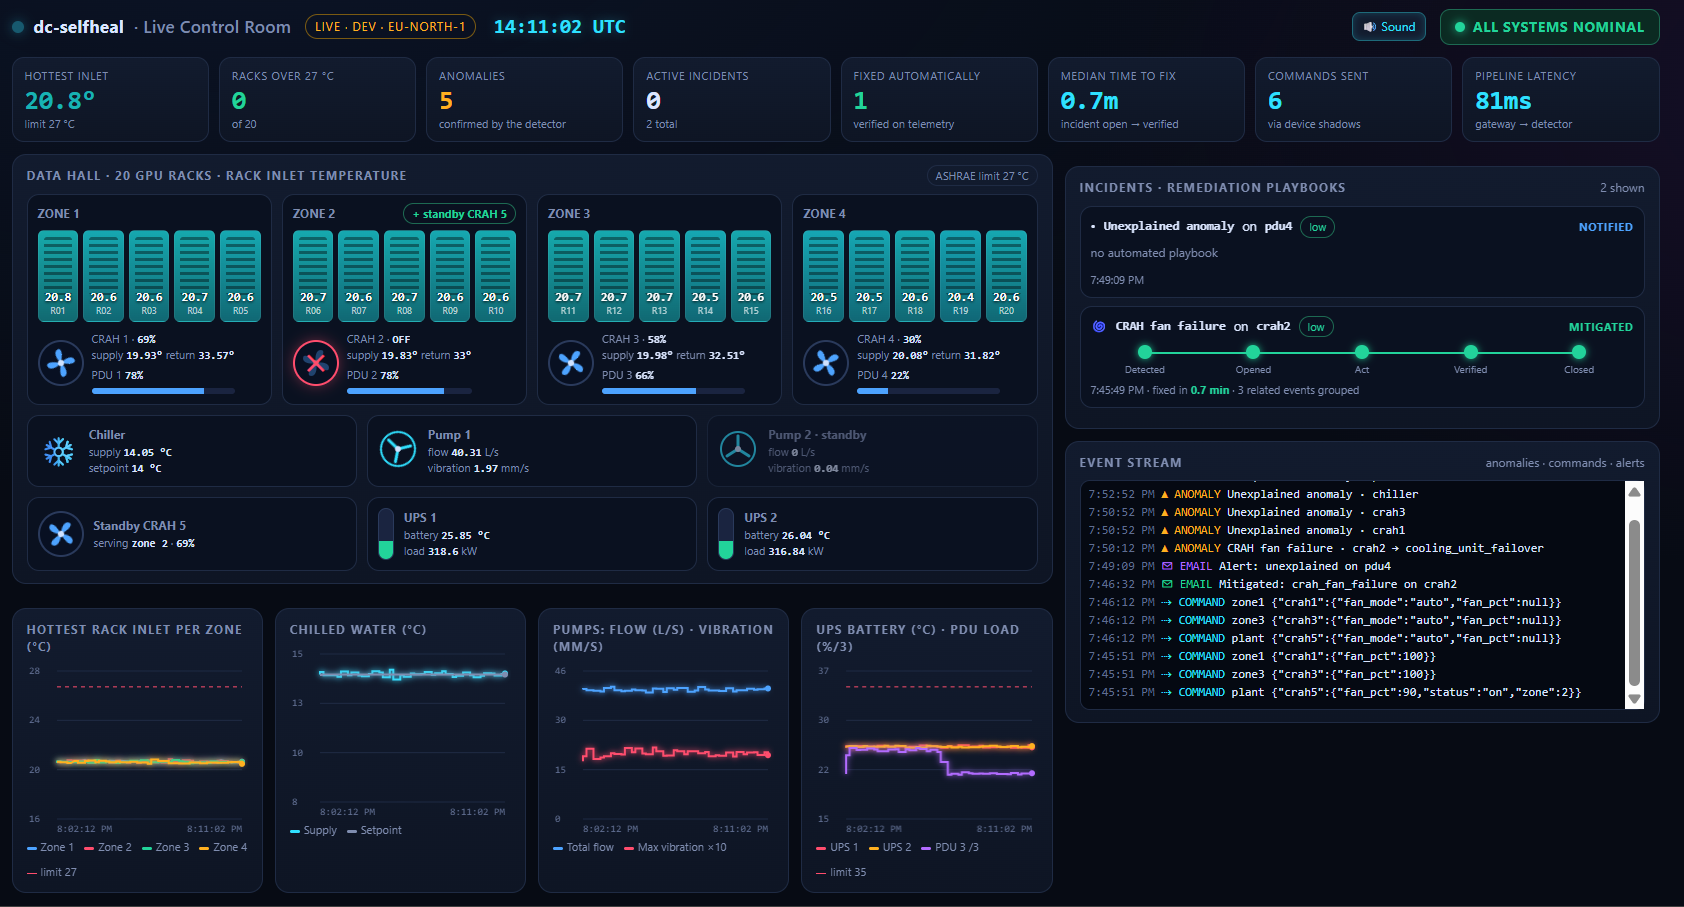 dc-selfheal · Live Control Room
LIVE · DEV · EU-NORTH-1
14:11:02 UTC
Sound
ALL SYSTEMS NOMINAL
HOTTEST INLET
20.8°
limit 27 °C
RACKS OVER 27 °C
0
of 20
ANOMALIES
5
confirmed by the detector
ACTIVE INCIDENTS
0
2 total
FIXED AUTOMATICALLY
1
verified on telemetry
MEDIAN TIME TO FIX
0.7m
incident open → verified
COMMANDS SENT
6
via device shadows
PIPELINE LATENCY
81ms
gateway → detector
DATA HALL · 20 GPU RACKS · RACK INLET TEMPERATURE
ASHRAE limit 27 °C
ZONE 1
20.8 20.6 20.6 20.7 20.6
R01 R02 R03 R04 R05
CRAH 1 · 69%
supply 19.93° return 33.57°
PDU 1 78%
ZONE 2
+ standby CRAH 5
20.7 20.6 20.7 20.6 20.6
R06 R07 R08 R09 R10
CRAH 2 · OFF
supply 19.83° return 33°
PDU 2 78%
ZONE 3
20.7 20.7 20.7 20.5 20.6
R11 R12 R13 R14 R15
CRAH 3 · 58%
supply 19.98° return 32.51°
PDU 3 66%
ZONE 4
20.5 20.5 20.6 20.4 20.6
R16 R17 R18 R19 R20
CRAH 4 · 30%
supply 20.08° return 31.82°
PDU 4 22%
Chiller
supply 14.05 °C
setpoint 14 °C
Pump 1
flow 40.31 L/s
vibration 1.97 mm/s
Pump 2 · standby
flow 0 L/s
vibration 0.04 mm/s
Standby CRAH 5
serving zone 2 · 69%
UPS 1
battery 25.85 °C
load 318.6 kW
UPS 2
battery 26.04 °C
load 316.84 kW
INCIDENTS · REMEDIATION PLAYBOOKS
2 shown
• Unexplained anomaly on pdu4 low
NOTIFIED
no automated playbook
7:49:09 PM
CRAH fan failure on crah2 low
MITIGATED
Detected Opened Act Verified Closed
7:45:49 PM · fixed in 0.7 min · 3 related events grouped
EVENT STREAM
anomalies · commands · alerts
7:52:52 PM ▲ ANOMALY Unexplained anomaly · chiller
7:50:52 PM ▲ ANOMALY Unexplained anomaly · crah3
7:50:52 PM ▲ ANOMALY Unexplained anomaly · crah1
7:50:12 PM ▲ ANOMALY CRAH fan failure · crah2 → cooling_unit_failover
7:49:09 PM ✉ EMAIL Alert: unexplained on pdu4
7:46:32 PM ✉ EMAIL Mitigated: crah_fan_failure on crah2
7:46:12 PM ⇢ COMMAND zone1 {"crah1":{"fan_mode":"auto","fan_pct":null}}
7:46:12 PM ⇢ COMMAND zone3 {"crah3":{"fan_mode":"auto","fan_pct":null}}
7:46:12 PM ⇢ COMMAND plant {"crah5":{"fan_mode":"auto","fan_pct":null}}
7:45:51 PM ⇢ COMMAND zone1 {"crah1":{"fan_pct":100}}
7:45:51 PM ⇢ COMMAND zone3 {"crah3":{"fan_pct":100}}
7:45:51 PM ⇢ COMMAND plant {"crah5":{"fan_pct":90,"status":"on","zone":2}}
HOTTEST RACK INLET PER ZONE
(°C)
28
24
20
16
8:02:12 PM 8:11:02 PM
Zone 1 Zone 2 Zone 3 Zone 4
limit 27
CHILLED WATER (°C)
15
13
10
8
8:02:12 PM 8:11:02 PM
Supply Setpoint
PUMPS: FLOW (L/S) · VIBRATION
(MM/S)
46
30
15
0
8:02:12 PM 8:11:02 PM
Total flow Max vibration ×10
UPS BATTERY (°C) · PDU LOAD
(%/3)
37
30
22
15
8:02:12 PM 8:11:02 PM
UPS 1 UPS 2 PDU 3 /3
limit 35